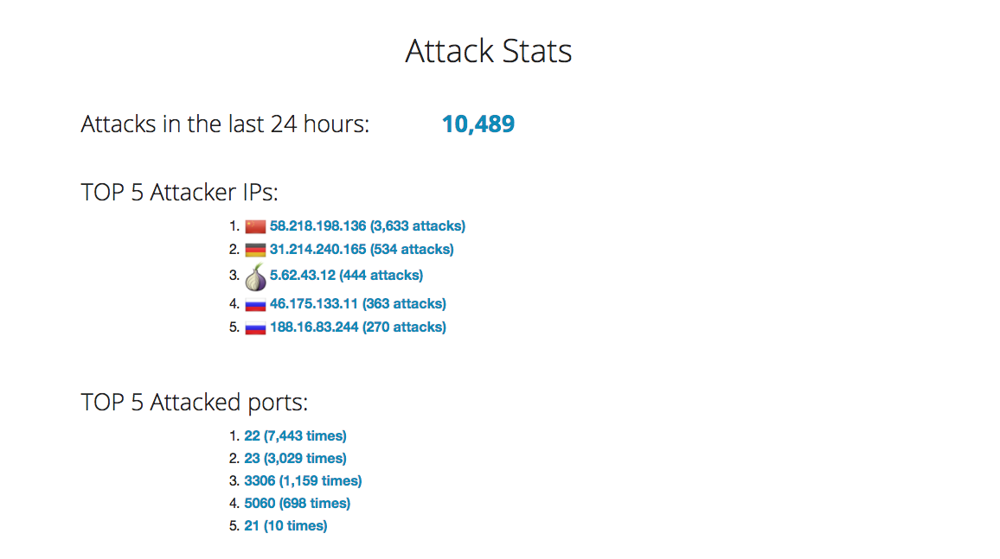 Attack Stats
Attacks in the last 24 hours: 10,489
TOP 5 Attacker IPs:
1. 58.218.198.136 (3,633 attacks)
2. 31.214.240.165 (534 attacks)
3. 5.62.43.12 (444 attacks)
4. 46.175.133.11 (363 attacks)
5. 188.16.83.244 (270 attacks)
TOP 5 Attacked ports:
1. 22 (7,443 times)
2. 23 (3,029 times)
3. 3306 (1,159 times)
4. 5060 (698 times)
5. 21 (10 times)